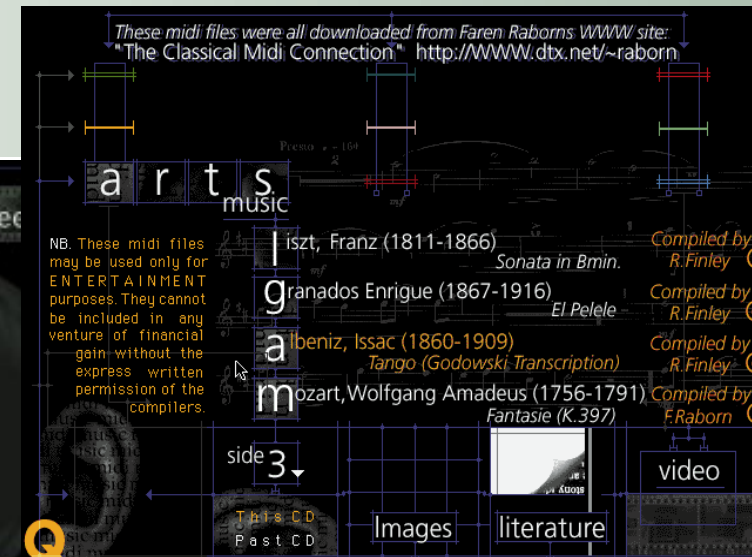 These midi files were all downloaded from Faren Raborns WWW site:
"The Classical Midi Connection" http://WWW.dtx.net/~raborn
Presto
2
arts
music
NB. These midi files
may be used only for
ENTERTAINMENT
purposes. They cannot
be included in any
venture of financial
gain without the
express written
permission of the
compilers.
liszt, Franz (1811-1866)
Sonata in Bmin.
Compiled by
R.Finley
granados Enrigue (1867-1916)
El Pelele
Compiled by
R.Finley
albeniz, Issac (1860-1909)
Tango (Godowski Transcription)
Compiled by
R.Finley
mozart,Wolfgang Amadeus (1756-1791)
Fantasie (K.397)
Compiled by
F.Raborn
side 3
This CD
Past CD
Images
literature
video
Q